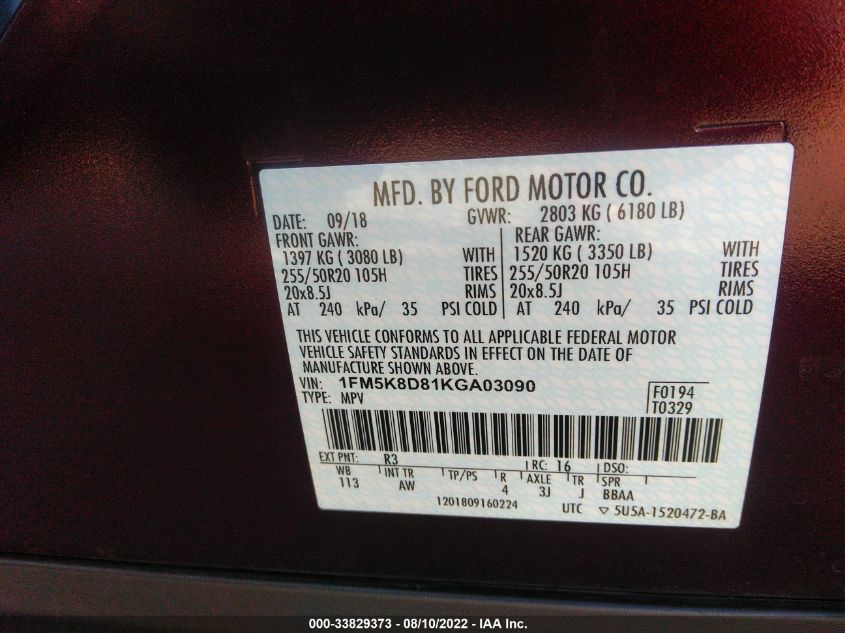 MFD. BY FORD MOTOR CO.
DATE: 09/18 GVWR: 2803 KG ( 6180 LB)
FRONT GAWR: REAR GAWR:
1397 KG ( 3080 LB) WITH 1520 KG ( 3350 LB) WITH
255/50R20 105H TIRES 255/50R20 105H TIRES
20x8.5J RIMS 20x8.5J RIMS
AT 240 kPa/ 35 PSI COLD AT 240 kPa/ 35 PSI COLD
THIS VEHICLE CONFORMS TO ALL APPLICABLE FEDERAL MOTOR
VEHICLE SAFETY STANDARDS IN EFFECT ON THE DATE OF
MANUFACTURE SHOWN ABOVE.
VIN: 1FM5K8D81KGA03090 F0194
TYPE: MPV T0329
EXT PNT: R3 RC: 16 DSO:
WB INT TR TP/PS R AXLE TR SPR
113 AW 4 3J J BBAA
1201809160224 UTC ▽ 5U5A-1520472-BA
000-33829373 - 08/10/2022 - IAA Inc.